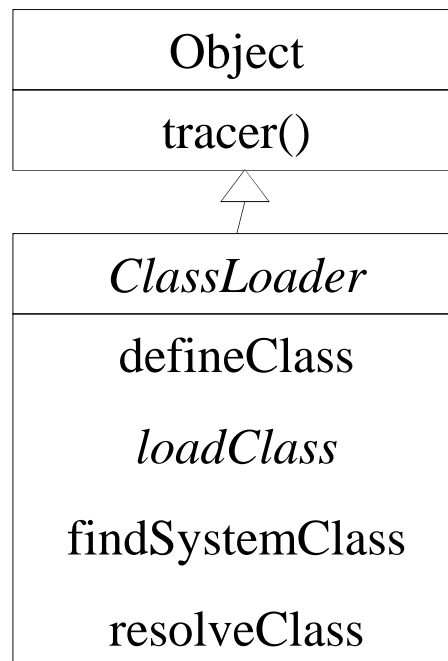 Object
tracer()
ClassLoader
defineClass
loadClass
findSystemClass
resolveClass